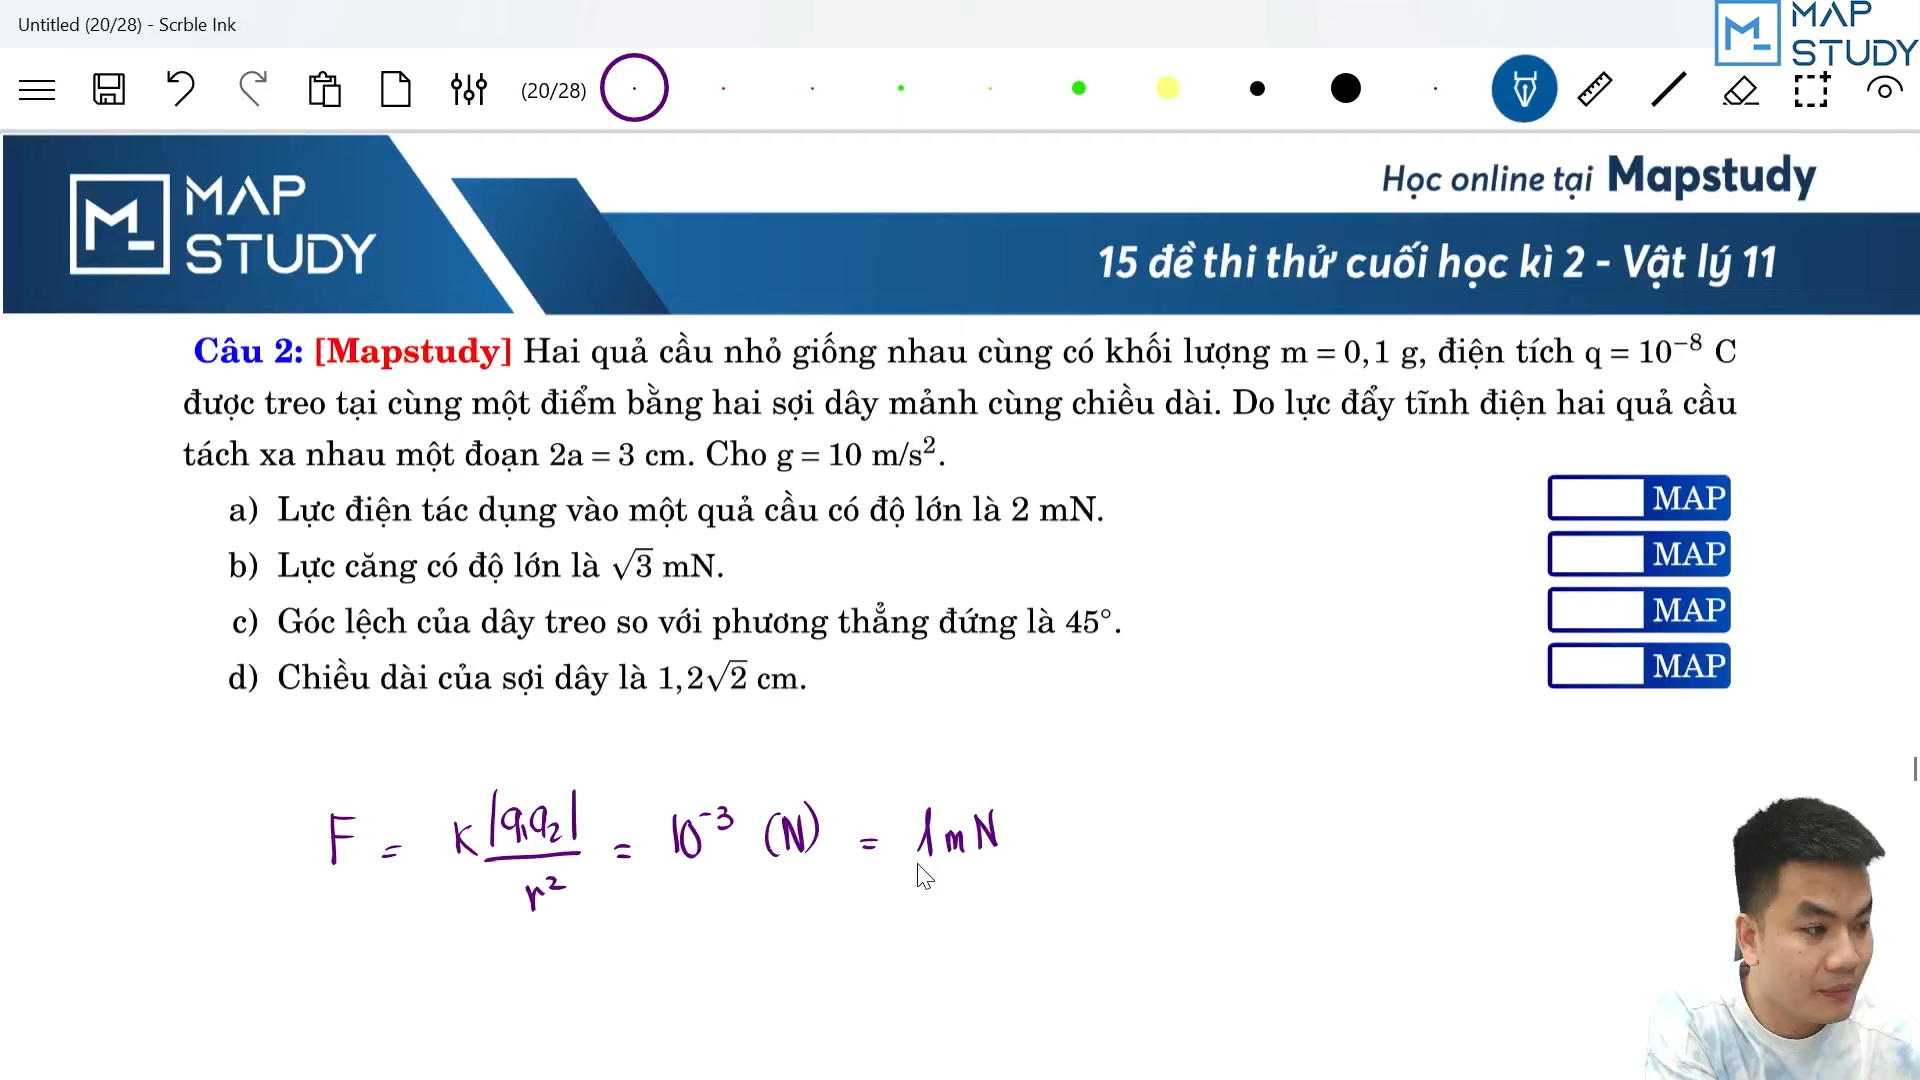 Untitled (20/28) - Scrble Ink
MAP
STUDY
(20/28)
MAP
STUDY
Học online tại Mapstudy
15 đề thi thử cuối học kì 2 - Vật lý 11
Câu 2: [Mapstudy] Hai quả cầu nhỏ giống nhau cùng có khối lượng m = 0,1 g, điện tích q = 10⁻⁸ C
được treo tại cùng một điểm bằng hai sợi dây mảnh cùng chiều dài. Do lực đẩy tĩnh điện hai quả cầu
tách xa nhau một đoạn 2a = 3 cm. Cho g = 10 m/s².
a) Lực điện tác dụng vào một quả cầu có độ lớn là 2 mN. MAP
b) Lực căng có độ lớn là √3 mN. MAP
c) Góc lệch của dây treo so với phương thẳng đứng là 45°. MAP
d) Chiều dài của sợi dây là 1,2√2 cm. MAP
F = K|q₁q₂|/r² = 10⁻³ (N) = 1mN